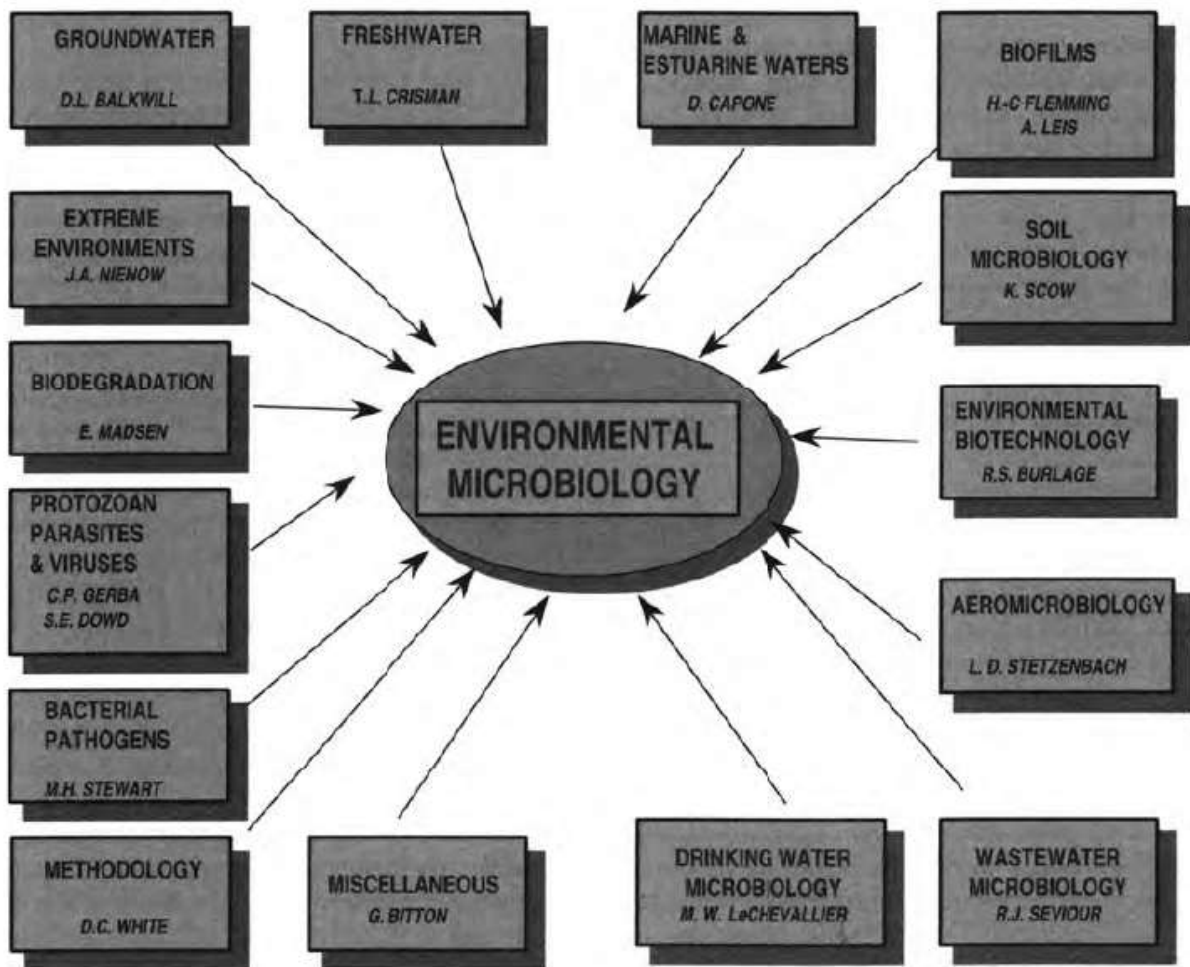 GROUNDWATER
D.L. BALKWILL
FRESHWATER
T.L. CRISMAN
MARINE &
ESTUARINE WATERS
D. CAPONE
BIOFILMS
H.-C FLEMMING
A. LEIS
EXTREME
ENVIRONMENTS
J.A. NIENOW
SOIL
MICROBIOLOGY
K. SCOW
BIODEGRADATION
E. MADSEN
ENVIRONMENTAL
MICROBIOLOGY
ENVIRONMENTAL
BIOTECHNOLOGY
R.S. BURLAGE
PROTOZOAN
PARASITES
& VIRUSES
C.P. GERBA
S.E. DOWD
AEROMICROBIOLOGY
L. D. STETZENBACH
BACTERIAL
PATHOGENS
M.H. STEWART
METHODOLOGY
D.C. WHITE
MISCELLANEOUS
G. BITTON
DRINKING WATER
MICROBIOLOGY
M. W. LeCHEVALLIER
WASTEWATER
MICROBIOLOGY
R.J. SEVIOUR